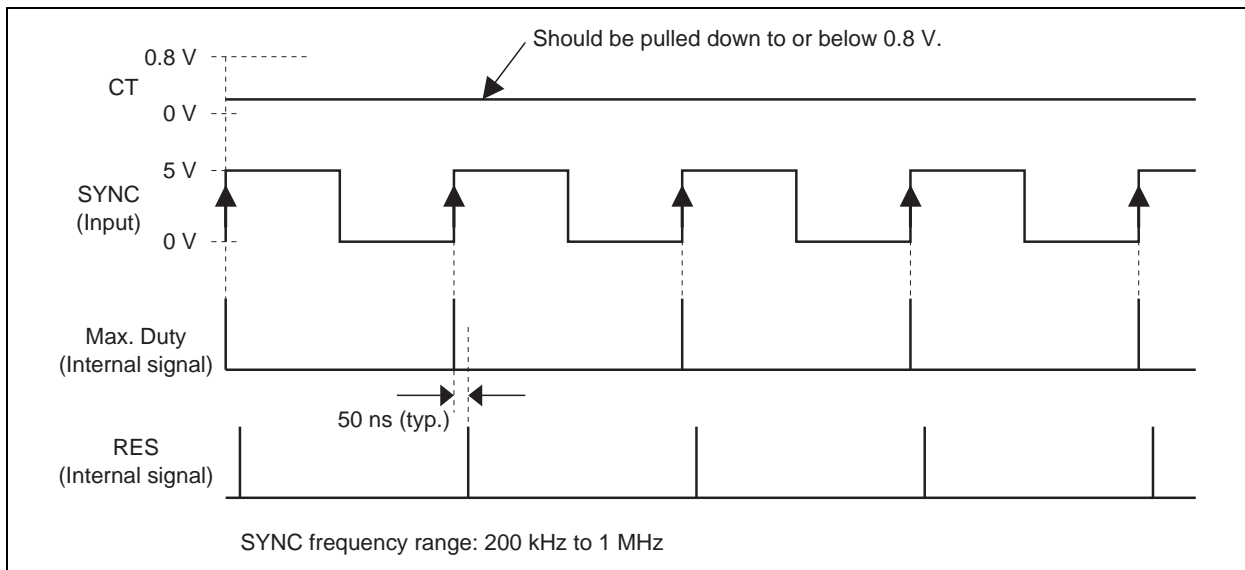 Should be pulled down to or below 0.8 V.
0.8 V
CT
0 V
5 V
SYNC
(Input)
0 V
Max. Duty
(Internal signal)
50 ns (typ.)
RES
(Internal signal)
SYNC frequency range: 200 kHz to 1 MHz